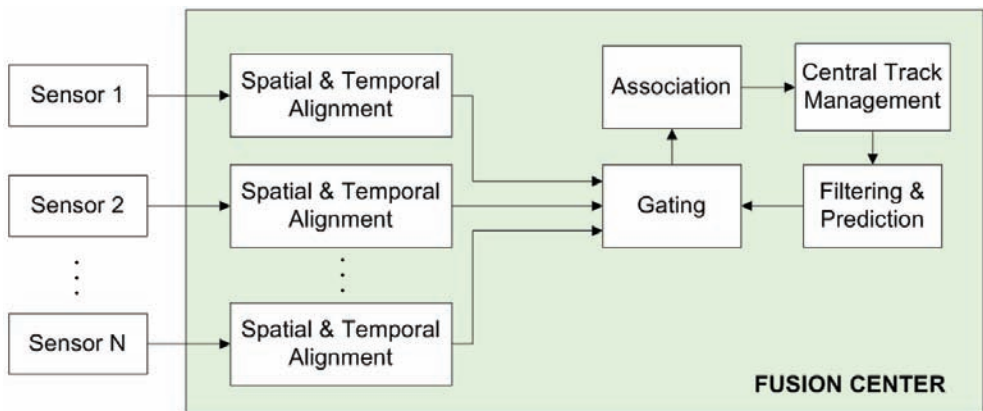 Sensor 1
Spatial & Temporal
Alignment
Association
Central Track
Management
Sensor 2
Spatial & Temporal
Alignment
Gating
Filtering &
Prediction
Sensor N
Spatial & Temporal
Alignment
FUSION CENTER